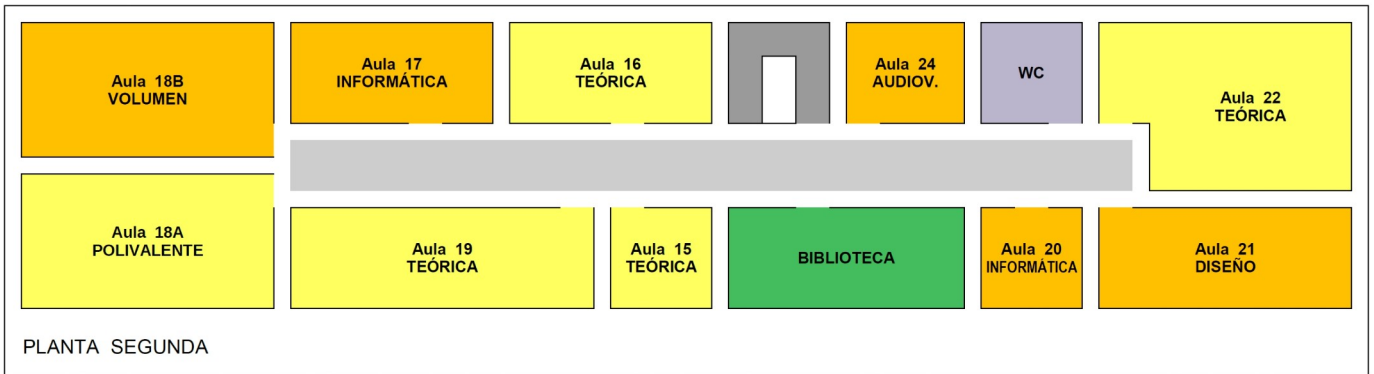 Aula 18B
VOLUMEN
Aula 17
INFORMÁTICA
Aula 16
TEÓRICA
Aula 24
AUDIOV.
WC
Aula 22
TEÓRICA
Aula 18A
POLIVALENTE
Aula 19
TEÓRICA
Aula 15
TEÓRICA
BIBLIOTECA
Aula 20
INFORMÁTICA
Aula 21
DISEÑO
PLANTA SEGUNDA